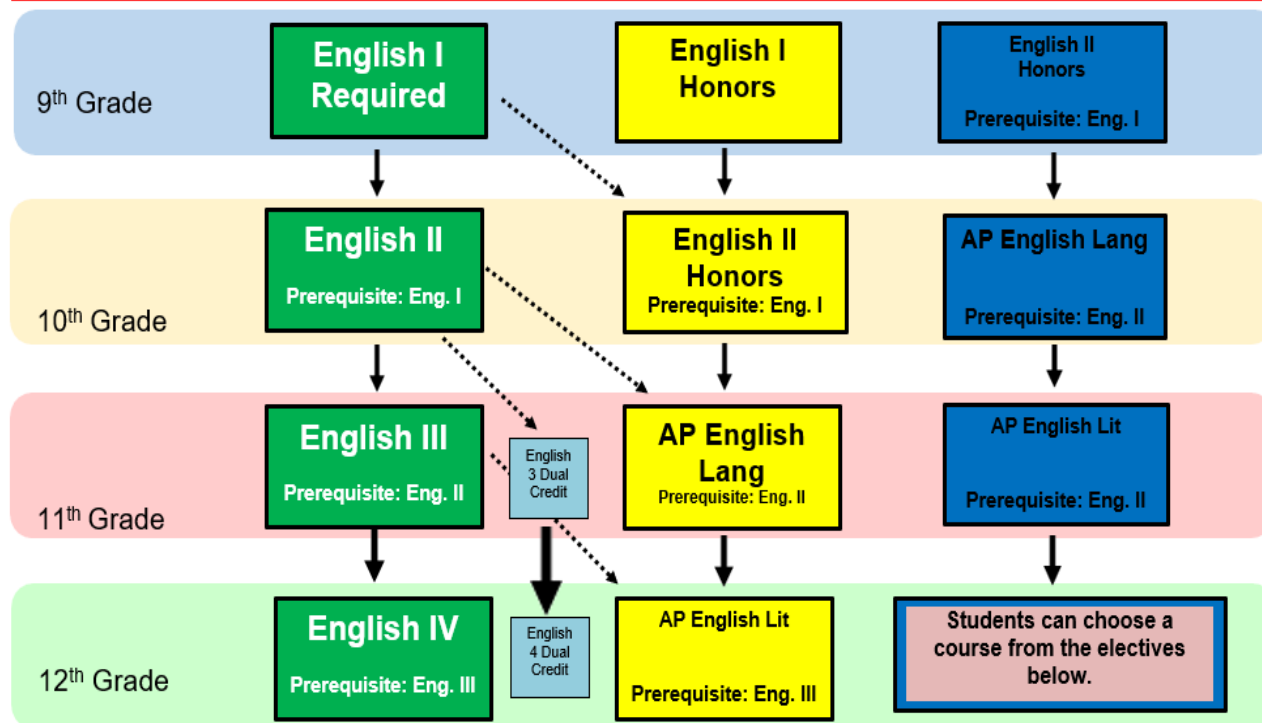 English I
Required
English I
Honors
English II
Honors
Prerequisite: Eng. I
9th Grade
English II
Prerequisite: Eng. I
English II
Honors
Prerequisite: Eng. I
AP English Lang
Prerequisite: Eng. II
10th Grade
English III
Prerequisite: Eng. II
English
3 Dual
Credit
AP English
Lang
Prerequisite: Eng. II
AP English Lit
Prerequisite: Eng. II
11th Grade
English IV
Prerequisite: Eng. III
English
4 Dual
Credit
AP English Lit
Prerequisite: Eng. III
Students can choose a
course from the electives
below.
12th Grade